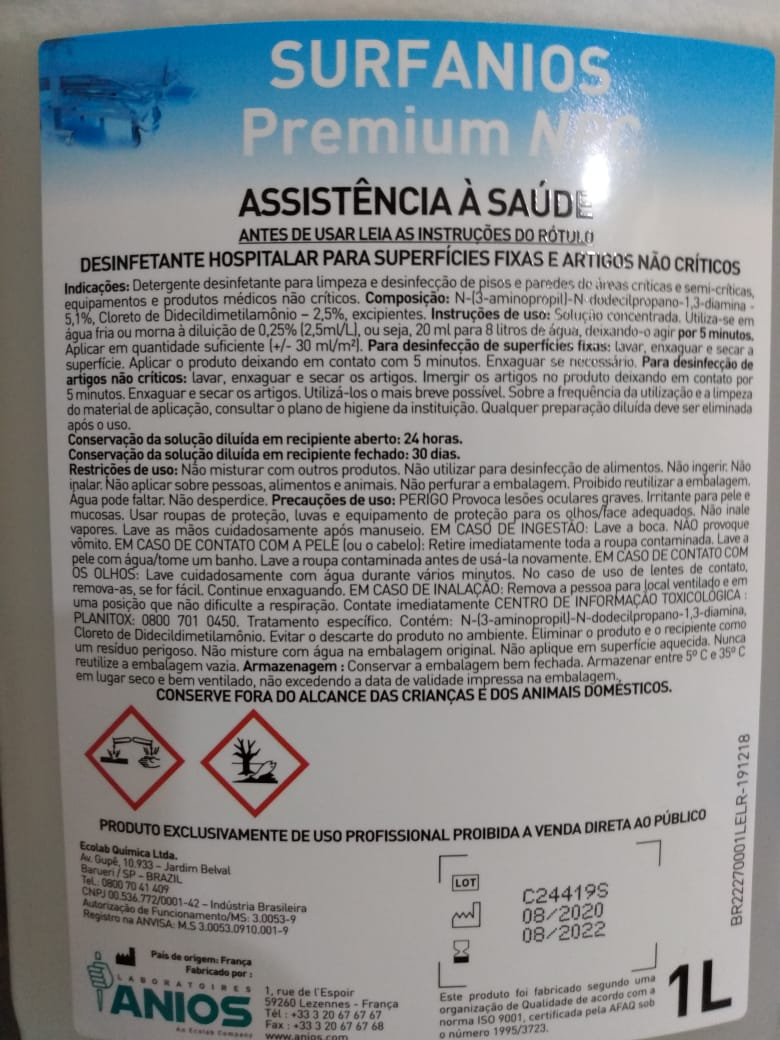 SURFANIOS
Premium NPC
ASSISTÊNCIA À SAÚDE
ANTES DE USAR LEIA AS INSTRUÇÕES DO RÓTULO
DESINFETANTE HOSPITALAR PARA SUPERFÍCIES FIXAS E ARTIGOS NÃO CRÍTICOS
Indicações: Detergente desinfetante para limpeza e desinfecção de pisos e paredes de áreas críticas e semi-críticas,
equipamentos e produtos médicos não críticos. Composição: N-(3-aminopropil)-N-dodecilpropano-1,3-diamina -
5,1%, Cloreto de Didecildimetilamônio – 2,5%, excipientes. Instruções de uso: Solução concentrada. Utiliza-se em
água fria ou morna à diluição de 0,25% (2,5ml/L), ou seja, 20 ml para 8 litros de água, deixando-o agir por 5 minutos.
Aplicar em quantidade suficiente (+/- 30 ml/m²). Para desinfecção de superfícies fixas: lavar, enxaguar e secar a
superfície. Aplicar o produto deixando em contato com 5 minutos. Enxaguar se necessário. Para desinfecção de
artigos não críticos: lavar, enxaguar e secar os artigos. Imergir os artigos no produto deixando em contato por
5 minutos. Enxaguar e secar os artigos. Utilizá-los o mais breve possível. Sobre a frequência da utilização e a limpeza
do material de aplicação, consultar o plano de higiene da instituição. Qualquer preparação diluída deve ser eliminada
após o uso.
Conservação da solução diluída em recipiente aberto: 24 horas.
Conservação da solução diluída em recipiente fechado: 30 dias.
Restrições de uso: Não misturar com outros produtos. Não utilizar para desinfecção de alimentos. Não ingerir. Não
inalar. Não aplicar sobre pessoas, alimentos e animais. Não perfurar a embalagem. Proibido reutilizar a embalagem.
Água pode faltar. Não desperdice. Precauções de uso: PERIGO Provoca lesões oculares graves. Irritante para pele e
mucosas. Usar roupas de proteção, luvas e equipamento de proteção para os olhos/face adequados. Não inale
vapores. Lave as mãos cuidadosamente após manuseio. EM CASO DE INGESTÃO: Lave a boca. NÃO provoque
vômito. EM CASO DE CONTATO COM A PELE (ou o cabelo): Retire imediatamente toda a roupa contaminada. Lave a
pele com água/tome um banho. Lave a roupa contaminada antes de usá-la novamente. EM CASO DE CONTATO COM
OS OLHOS: Lave cuidadosamente com água durante vários minutos. No caso de uso de lentes de contato,
remova-as, se for fácil. Continue enxaguando. EM CASO DE INALAÇÃO: Remova a pessoa para local ventilado e em
uma posição que não dificulte a respiração. Contate imediatamente CENTRO DE INFORMAÇÃO TOXICOLÓGICA :
PLANITOX: 0800 701 0450. Tratamento específico. Contém: N-(3-aminopropil)-N-dodecilpropano-1,3-diamina,
Cloreto de Didecildimetilamônio. Evitar o descarte do produto no ambiente. Eliminar o produto e o recipiente como
um resíduo perigoso. Não misture com água na embalagem original. Não aplique em superfície aquecida. Nunca
reutilize a embalagem vazia. Armazenagem : Conservar a embalagem bem fechada. Armazenar entre 5º C e 35º C
em lugar seco e bem ventilado, não excedendo a data de validade impressa na embalagem.
CONSERVE FORA DO ALCANCE DAS CRIANÇAS E DOS ANIMAIS DOMÉSTICOS.
PRODUTO EXCLUSIVAMENTE DE USO PROFISSIONAL PROIBIDA A VENDA DIRETA AO PÚBLICO
Ecolab Química Ltda.
Av. Gupê, 10.933 – Jardim Belval
Barueri / SP – BRAZIL
Tel.: 0800 70 41 409
CNPJ 00.536.772/0001-42 – Indústria Brasileira
Autorização de Funcionamento/MS: 3.0053-9
Registro na ANVISA: M.S 3.0053.0910.001-9
LOT
C24419S
08/2020
08/2022
BR22270001LELR-191218
País de origem: França
Fabricado por :
LABORATOIRES
ANIOS
An Ecolab Company
1, rue de l'Espoir
59260 Lezennes - França
Tél : +33 3 20 67 67 67
Fax : +33 3 20 67 67 68
www.anios.com
Este produto foi fabricado segundo uma
organização de Qualidade de acordo com a
norma ISO 9001, certificada pela AFAQ sob
o número 1995/3723.
1L